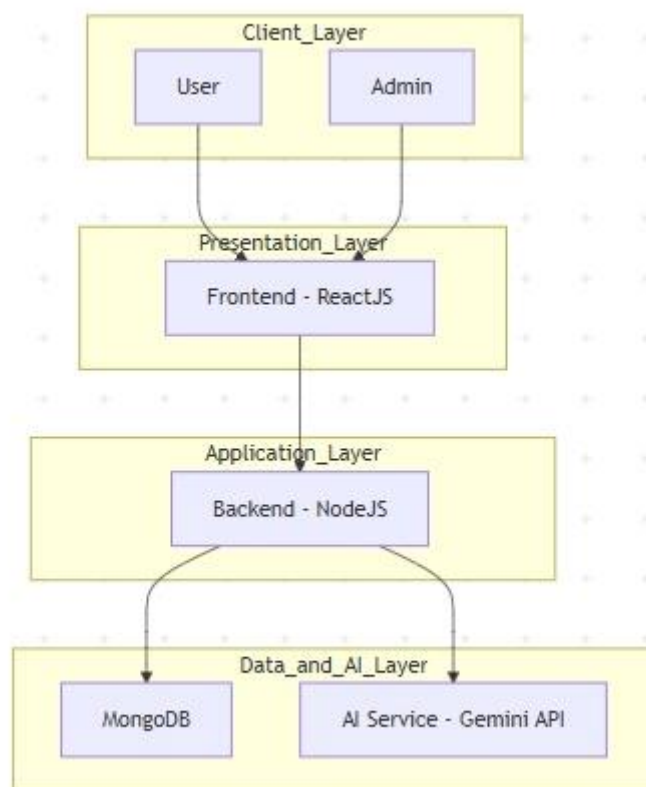 Client_Layer
User
Admin
Presentation_Layer
Frontend - ReactJS
Application_Layer
Backend - NodeJS
Data_and_AI_Layer
MongoDB
AI Service - Gemini API